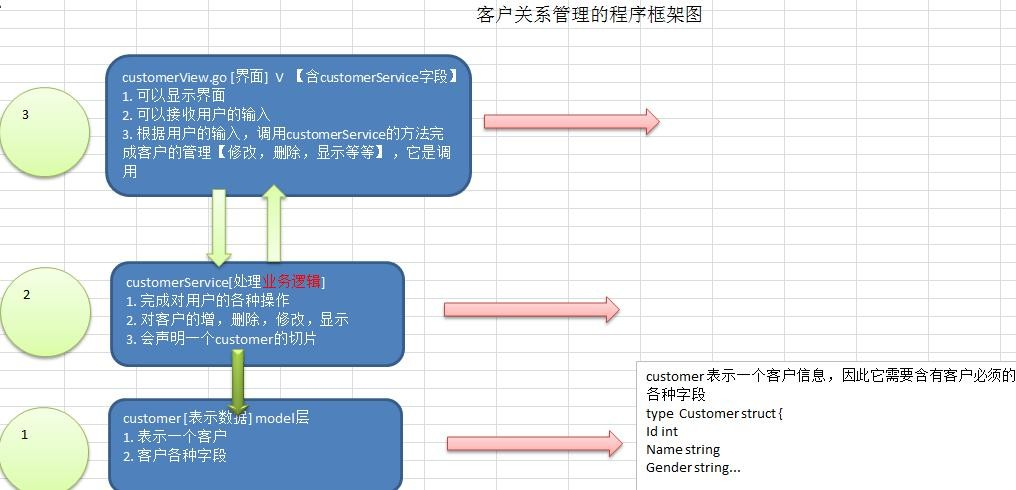 客户关系管理的程序框架图
3
customerView.go [界面] V 【含customerService字段】
1. 可以显示界面
2. 可以接收用户的输入
3. 根据用户的输入，调用customerService的方法完
成客户的管理【修改，删除，显示等等】，它是调
用
2
customerService[处理业务逻辑]
1. 完成对用户的各种操作
2. 对客户的增，删除，修改，显示
3. 会声明一个customer的切片
1
customer [表示数据] model层
1. 表示一个客户
2. 客户各种字段
customer 表示一个客户信息，因此它需要含有客户必须的
各种字段
type Customer struct {
Id int
Name string
Gender string...